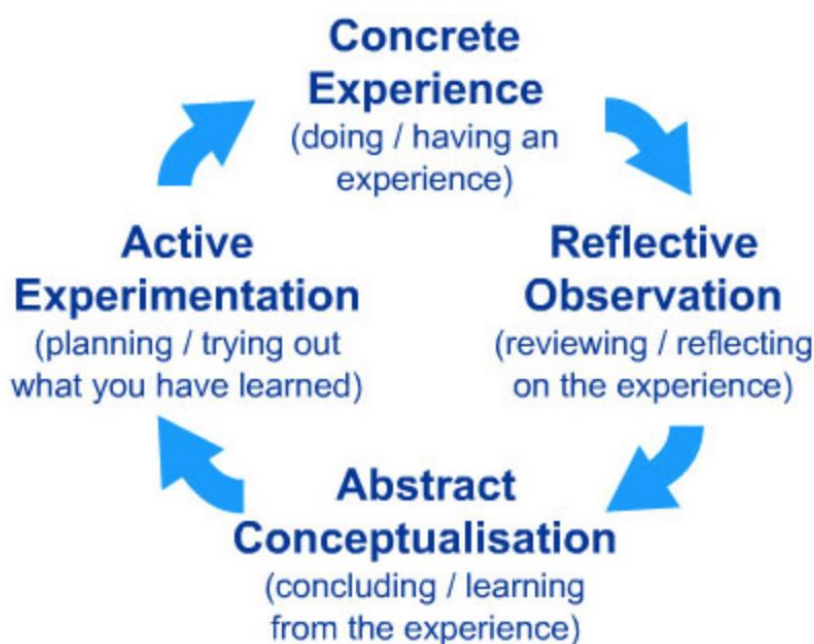 Concrete
Experience
(doing / having an
experience)
Reflective
Observation
(reviewing / reflecting
on the experience)
Abstract
Conceptualisation
(concluding / learning
from the experience)
Active
Experimentation
(planning / trying out
what you have learned)